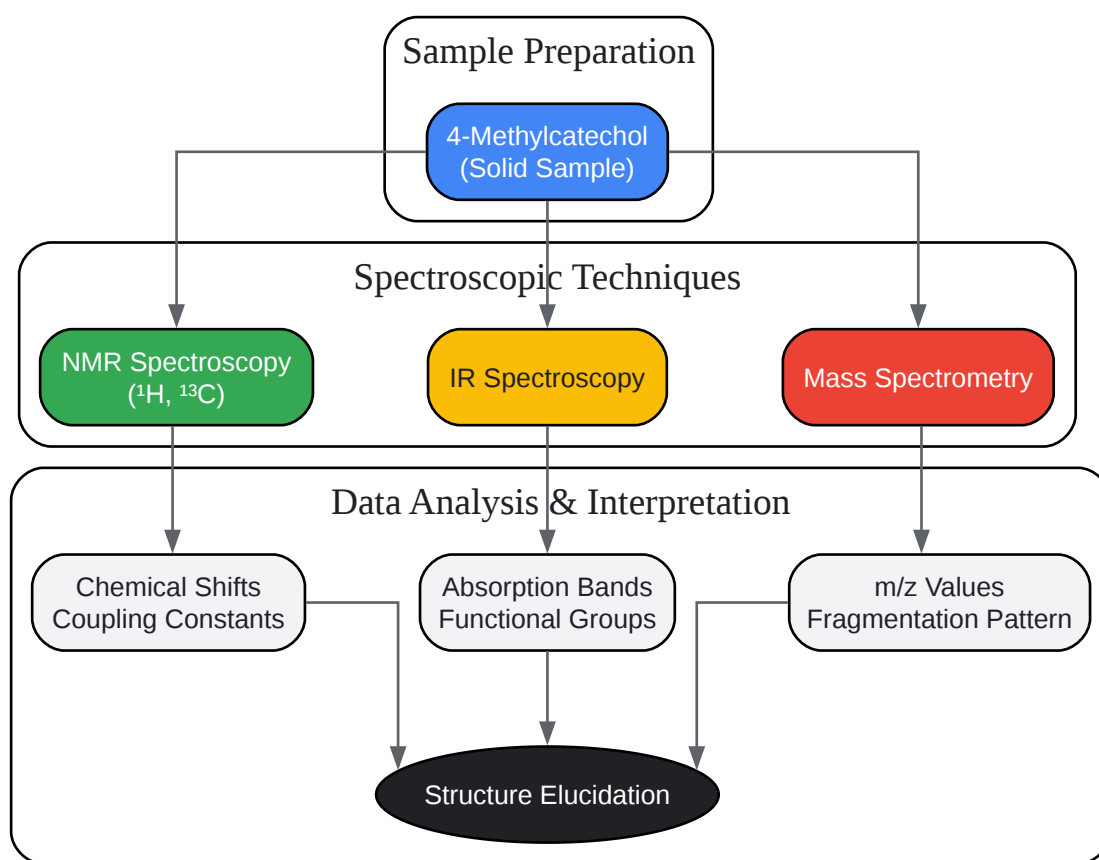 Sample Preparation
4-Methylcatechol
(Solid Sample)
Spectroscopic Techniques
NMR Spectroscopy
(¹H, ¹³C)
IR Spectroscopy
Mass Spectrometry
Data Analysis & Interpretation
Chemical Shifts
Coupling Constants
Absorption Bands
Functional Groups
m/z Values
Fragmentation Pattern
Structure Elucidation